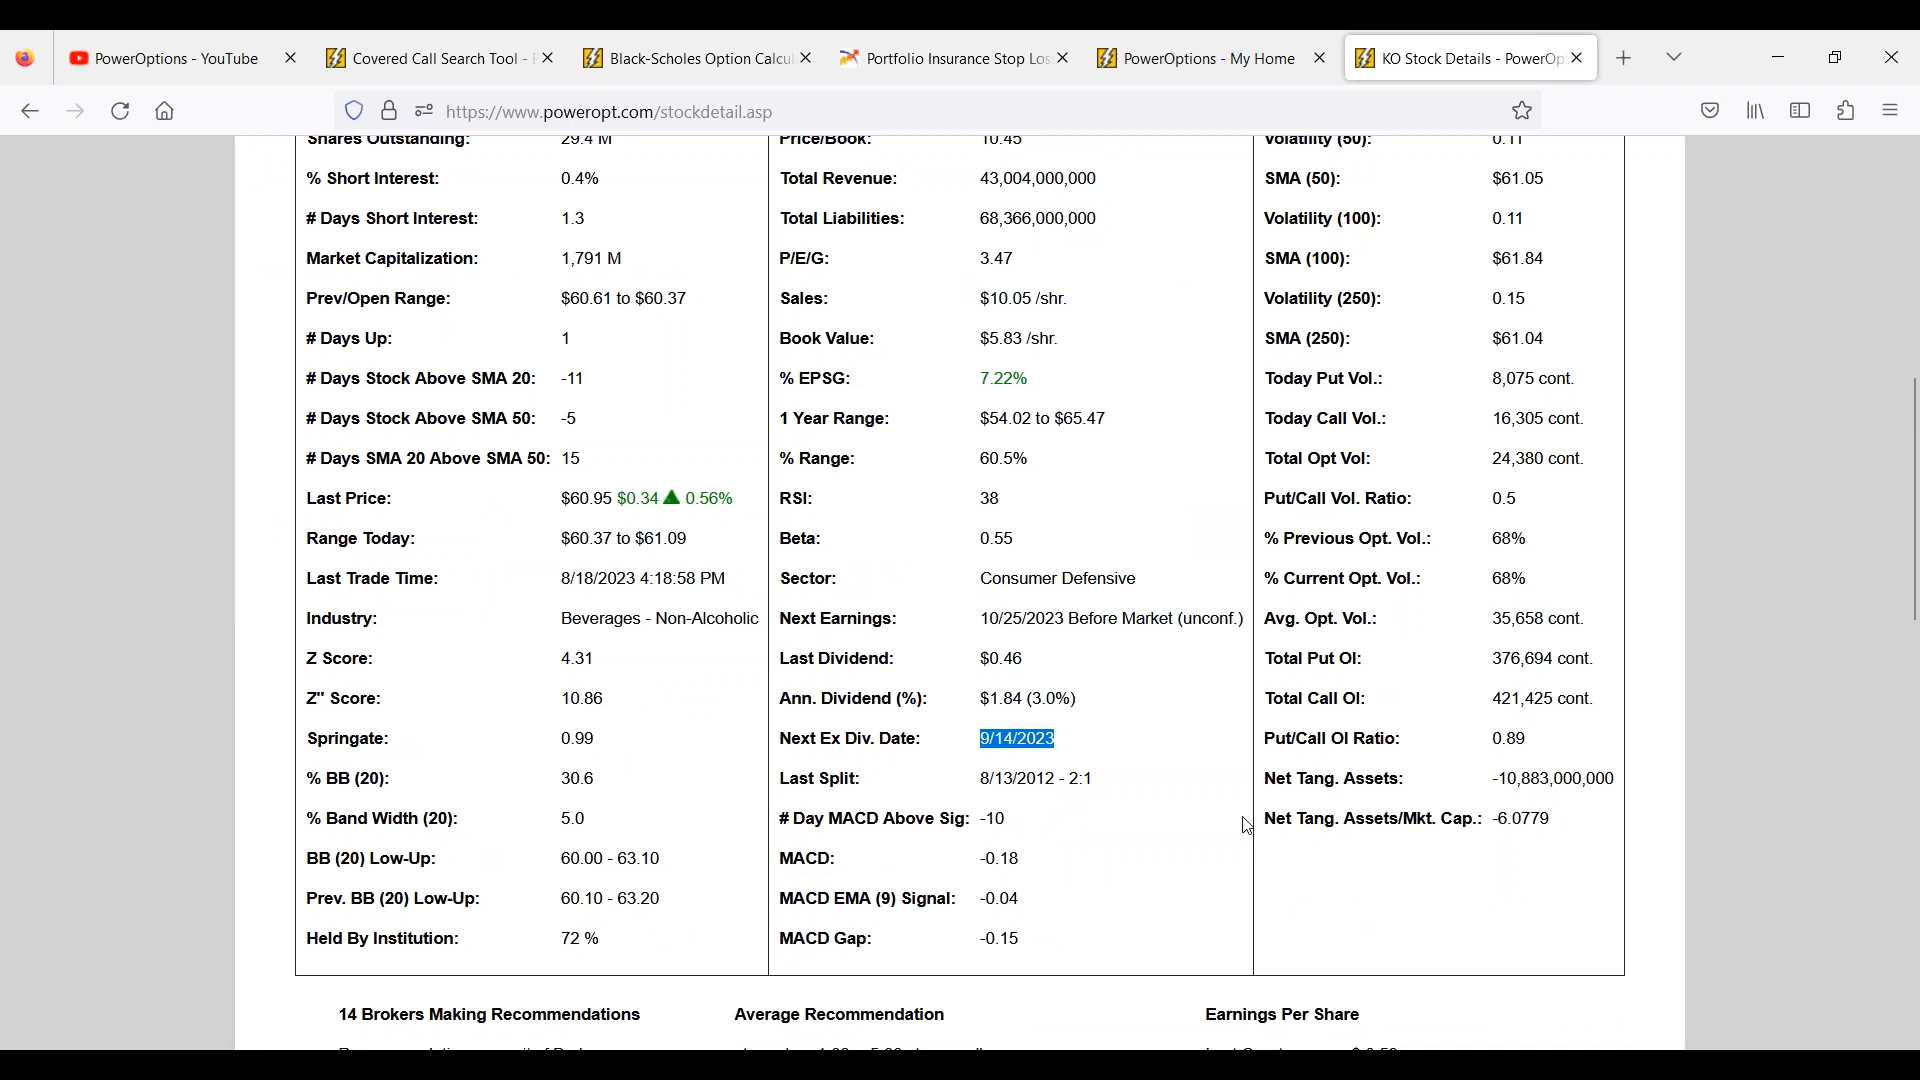 PowerOptions - YouTube
Covered Call Search Tool -
Black-Scholes Option Calcul
Portfolio Insurance Stop Los
PowerOptions - My Home
KO Stock Details - PowerOp
https://www.poweropt.com/stockdetail.asp
Shares Outstanding: 29.4 M
% Short Interest: 0.4%
# Days Short Interest: 1.3
Market Capitalization: 1,791 M
Prev/Open Range: $60.61 to $60.37
# Days Up: 1
# Days Stock Above SMA 20: -11
# Days Stock Above SMA 50: -5
# Days SMA 20 Above SMA 50: 15
Last Price: $60.95 $0.34 ▲ 0.56%
Range Today: $60.37 to $61.09
Last Trade Time: 8/18/2023 4:18:58 PM
Industry: Beverages - Non-Alcoholic
Z Score: 4.31
Z" Score: 10.86
Springate: 0.99
% BB (20): 30.6
% Band Width (20): 5.0
BB (20) Low-Up: 60.00 - 63.10
Prev. BB (20) Low-Up: 60.10 - 63.20
Held By Institution: 72 %
Price/Book: 10.45
Total Revenue: 43,004,000,000
Total Liabilities: 68,366,000,000
P/E/G: 3.47
Sales: $10.05 /shr.
Book Value: $5.83 /shr.
% EPSG: 7.22%
1 Year Range: $54.02 to $65.47
% Range: 60.5%
RSI: 38
Beta: 0.55
Sector: Consumer Defensive
Next Earnings: 10/25/2023 Before Market (unconf.)
Last Dividend: $0.46
Ann. Dividend (%): $1.84 (3.0%)
Next Ex Div. Date: 9/14/2023
Last Split: 8/13/2012 - 2:1
# Day MACD Above Sig: -10
MACD: -0.18
MACD EMA (9) Signal: -0.04
MACD Gap: -0.15
Volatility (50): 0.11
SMA (50): $61.05
Volatility (100): 0.11
SMA (100): $61.84
Volatility (250): 0.15
SMA (250): $61.04
Today Put Vol.: 8,075 cont.
Today Call Vol.: 16,305 cont.
Total Opt Vol: 24,380 cont.
Put/Call Vol. Ratio: 0.5
% Previous Opt. Vol.: 68%
% Current Opt. Vol.: 68%
Avg. Opt. Vol.: 35,658 cont.
Total Put OI: 376,694 cont.
Total Call OI: 421,425 cont.
Put/Call OI Ratio: 0.89
Net Tang. Assets: -10,883,000,000
Net Tang. Assets/Mkt. Cap.: -6.0779
14 Brokers Making Recommendations
Average Recommendation
Earnings Per Share